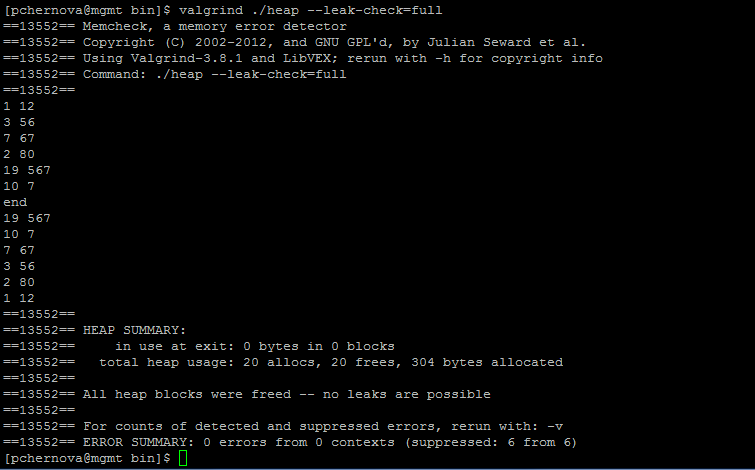 [pchernova@mgmt bin]$ valgrind ./heap --leak-check=full
==13552== Memcheck, a memory error detector
==13552== Copyright (C) 2002-2012, and GNU GPL'd, by Julian Seward et al.
==13552== Using Valgrind-3.8.1 and LibVEX; rerun with -h for copyright info
==13552== Command: ./heap --leak-check=full
==13552==
1 12
3 56
7 67
2 80
19 567
10 7
end
19 567
10 7
7 67
3 56
2 80
1 12
==13552==
==13552== HEAP SUMMARY:
==13552==     in use at exit: 0 bytes in 0 blocks
==13552==   total heap usage: 20 allocs, 20 frees, 304 bytes allocated
==13552==
==13552== All heap blocks were freed -- no leaks are possible
==13552==
==13552== For counts of detected and suppressed errors, rerun with: -v
==13552== ERROR SUMMARY: 0 errors from 0 contexts (suppressed: 6 from 6)
[pchernova@mgmt bin]$